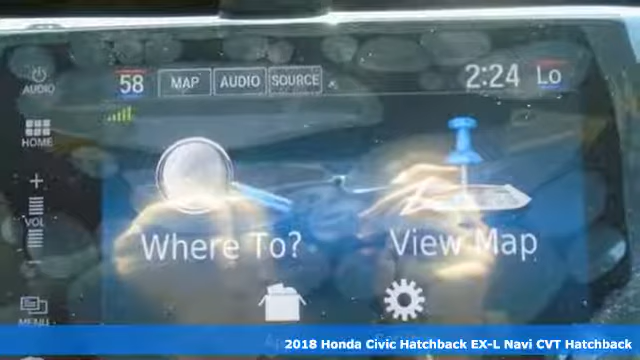 58 MAP AUDIO SOURCE 2:24 Lo
AUDIO
HOME
VOL
MENU
Where To? View Map
2018 Honda Civic Hatchback EX-L Navi CVT Hatchback